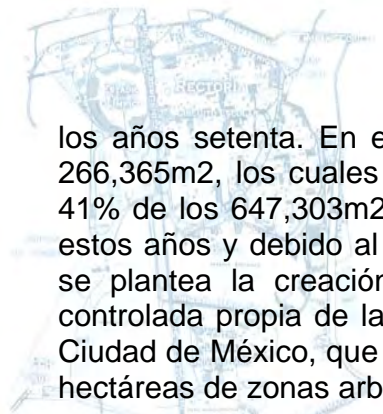 RECTORÍA
los años setenta. En e
266,365m2, los cuales
41% de los 647,303m2
estos años y debido al
se plantea la creación
controlada propia de la
Ciudad de México, que
hectáreas de zonas arb